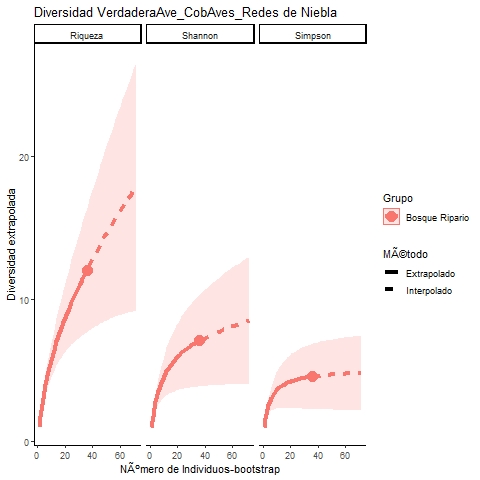 Diversidad VerdaderaAve_CobAves_Redes de Niebla
Riqueza Shannon Simpson
Diversidad extrapolada
20
10
0
0 20 40 60 0 20 40 60 0 20 40 60
NÃºmero de Individuos-bootstrap
Grupo
Bosque Ripario
MÃ©todo
Extrapolado
Interpolado